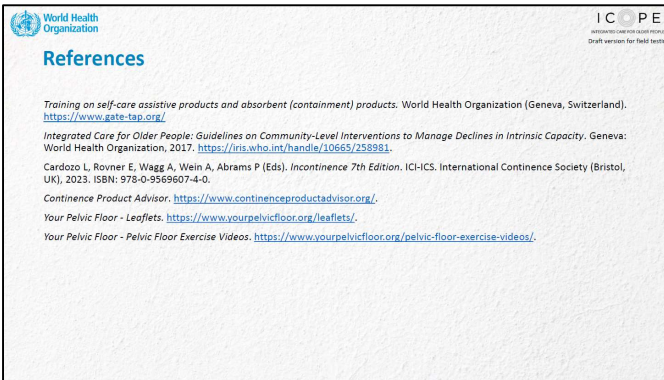 World Health
Organization
ICOPE
INTEGRATED CARE FOR OLDER PEOPLE
Draft version for field testin
References
Training on self-care assistive products and absorbent (containment) products. World Health Organization (Geneva, Switzerland).
https://www.gate-tap.org/
Integrated Care for Older People: Guidelines on Community-Level Interventions to Manage Declines in Intrinsic Capacity. Geneva:
World Health Organization, 2017. https://iris.who.int/handle/10665/258981.
Cardozo L, Rovner E, Wagg A, Wein A, Abrams P (Eds). Incontinence 7th Edition. ICI-ICS. International Continence Society (Bristol,
UK), 2023. ISBN: 978-0-9569607-4-0.
Continence Product Advisor. https://www.continenceproductadvisor.org/.
Your Pelvic Floor - Leaflets. https://www.yourpelvicfloor.org/leaflets/.
Your Pelvic Floor - Pelvic Floor Exercise Videos. https://www.yourpelvicfloor.org/pelvic-floor-exercise-videos/.